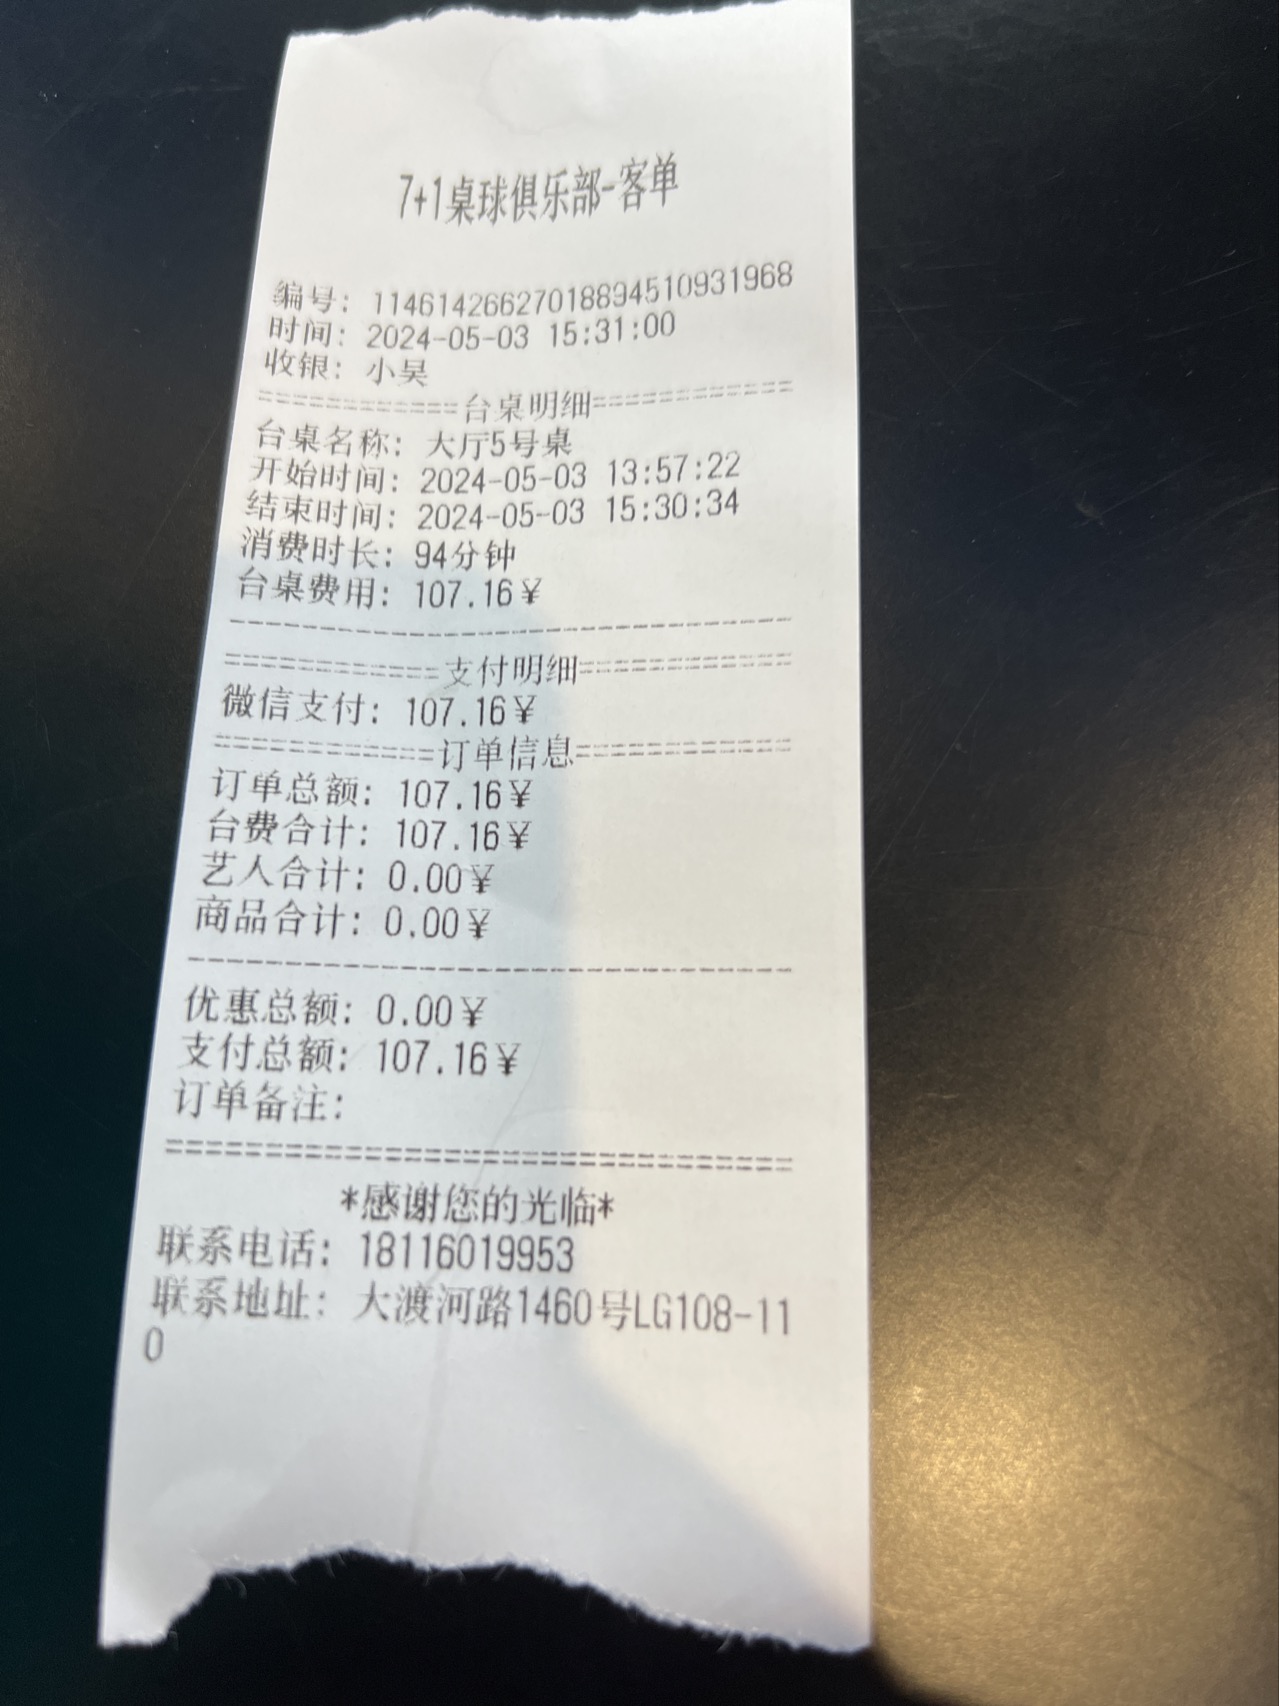 7+1桌球俱乐部-客单
编号: 1146142662701889451​0931968
时间: 2024-05-03 15:31:00
收银: 小昊
===========台桌明细===========
台桌名称: 大厅5号桌
开始时间: 2024-05-03 13:57:22
结束时间: 2024-05-03 15:30:34
消费时长: 94分钟
台桌费用: 107.16¥
--------------------------------
===========支付明细===========
微信支付: 107.16¥
===========订单信息===========
订单总额: 107.16¥
台费合计: 107.16¥
艺人合计: 0.00¥
商品合计: 0.00¥
--------------------------------
优惠总额: 0.00¥
支付总额: 107.16¥
订单备注:
================================
*感谢您的光临*
联系电话: 18116019953
联系地址: 大渡河路1460号LG108-11
0